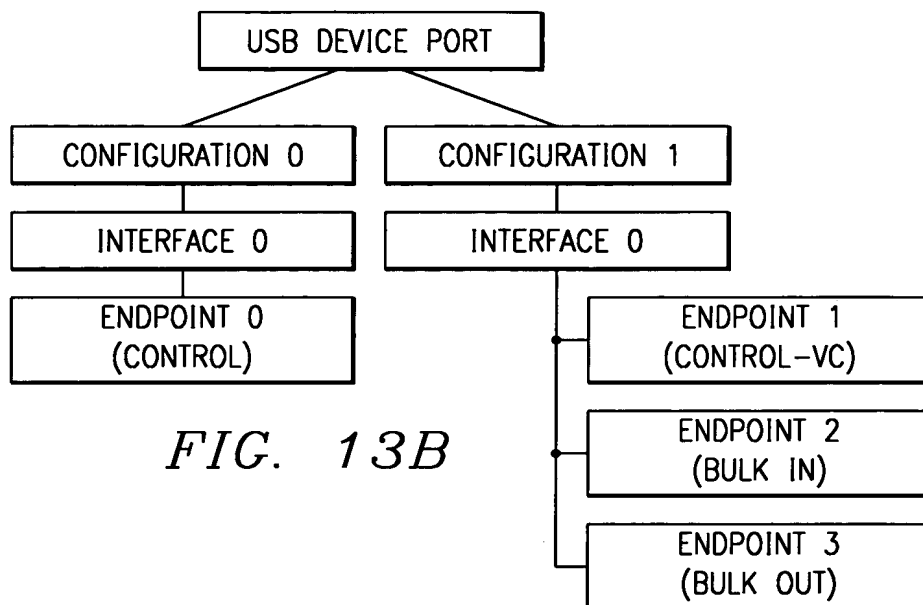 USB DEVICE PORT
CONFIGURATION 0
CONFIGURATION 1
INTERFACE 0
INTERFACE 0
ENDPOINT 0
(CONTROL)
ENDPOINT 1
(CONTROL-VC)
ENDPOINT 2
(BULK IN)
ENDPOINT 3
(BULK OUT)
FIG. 13B